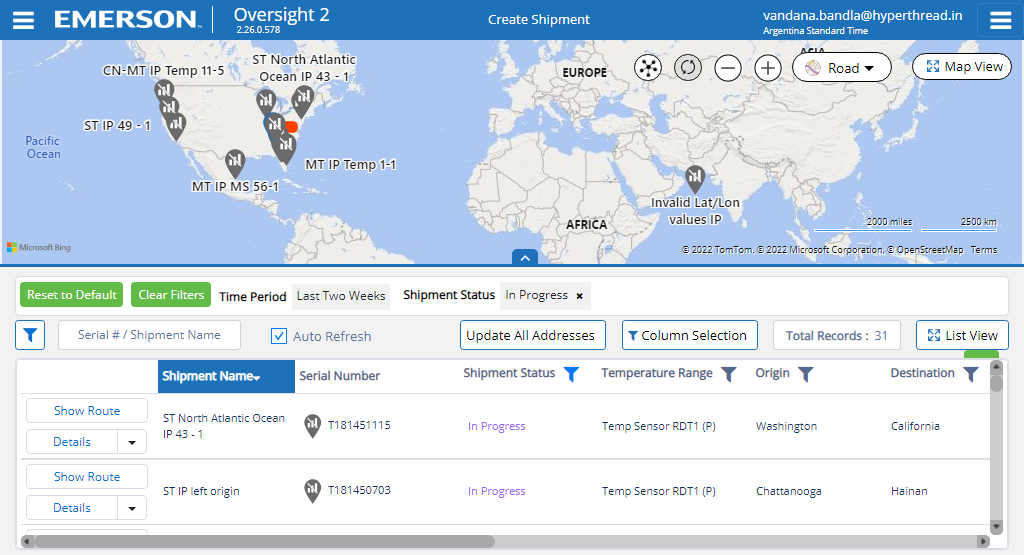 EMERSON
Oversight 2
2.26.0.578
Create Shipment
vandana.bandla@hyperthread.in
Argentina Standard Time
ASIA
EUROPE
Road
Map View
CN-MT IP Temp 11-5
ST North Atlantic
Ocean IP 43 - 1
ST IP 49 - 1
Pacific
Ocean
MT IP Temp 1-1
MT IP MS 56-1
Invalid Lat/Lon
values IP
AFRICA
2000 miles
2500 km
Microsoft Bing
© 2022 TomTom, © 2022 Microsoft Corporation, © OpenStreetMap Terms
Reset to Default
Clear Filters
Time Period
Last Two Weeks
Shipment Status
In Progress ×
Serial # / Shipment Name
Auto Refresh
Update All Addresses
Column Selection
Total Records : 31
List View
Shipment Name
Serial Number
Shipment Status
Temperature Range
Origin
Destination
Show Route
Details
ST North Atlantic Ocean
IP 43 - 1
T181451115
In Progress
Temp Sensor RDT1 (P)
Washington
California
Show Route
Details
ST IP left origin
T181450703
In Progress
Temp Sensor RDT1 (P)
Chattanooga
Hainan